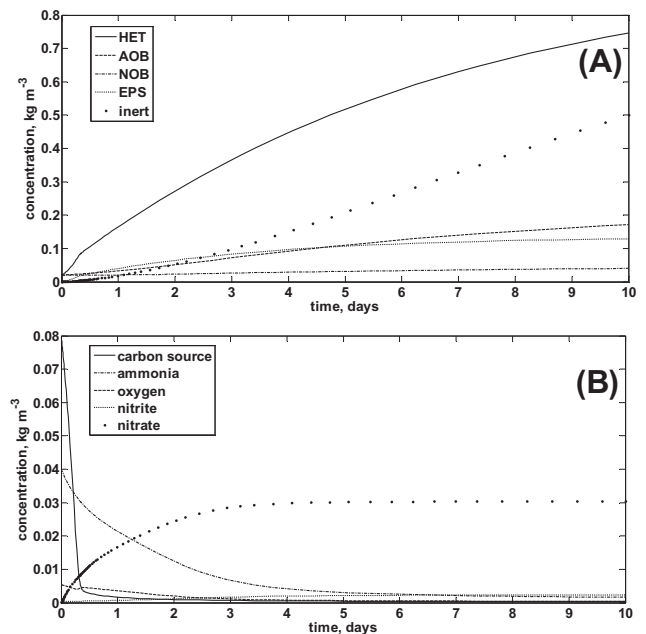 0.8
0.7
0.6
0.5
0.4
0.3
0.2
0.1
0
concentration, kg m-3
HET
AOB
NOB
EPS
inert
(A)
0 1 2 3 4 5 6 7 8 9 10
time, days
0.08
0.07
0.06
0.05
0.04
0.03
0.02
0.01
0
concentration, kg m-3
carbon source
ammonia
oxygen
nitrite
nitrate
(B)
0 1 2 3 4 5 6 7 8 9 10
time, days